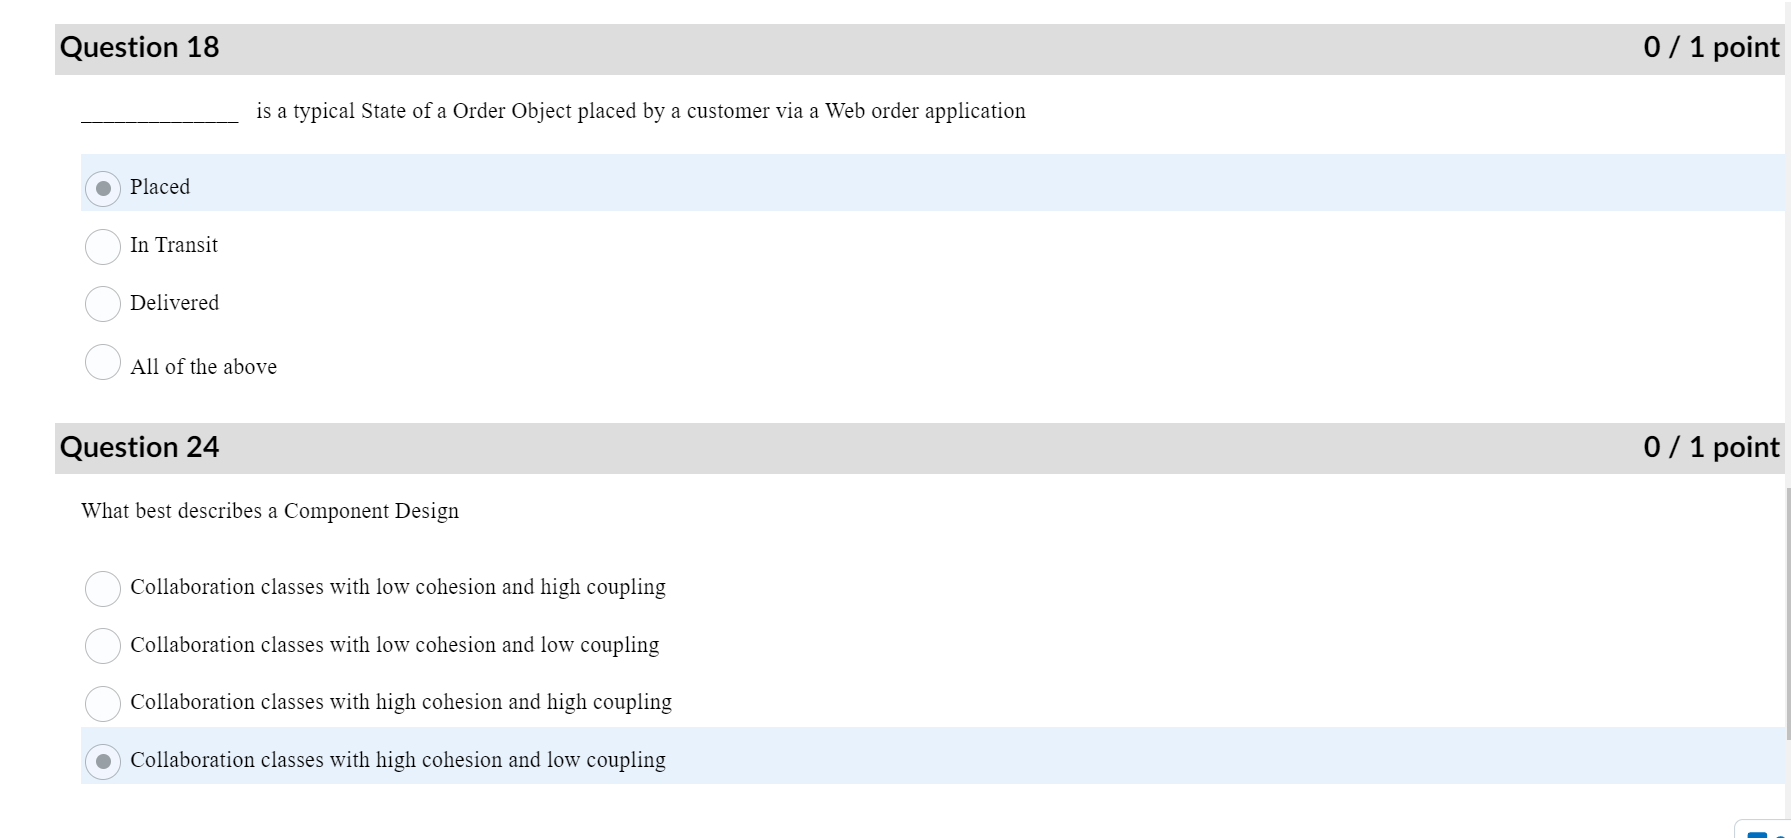 Question 18 0 / 1 point
______________ is a typical State of a Order Object placed by a customer via a Web order application
Placed
In Transit
Delivered
All of the above
Question 24 0 / 1 point
What best describes a Component Design
Collaboration classes with low cohesion and high coupling
Collaboration classes with low cohesion and low coupling
Collaboration classes with high cohesion and high coupling
Collaboration classes with high cohesion and low coupling